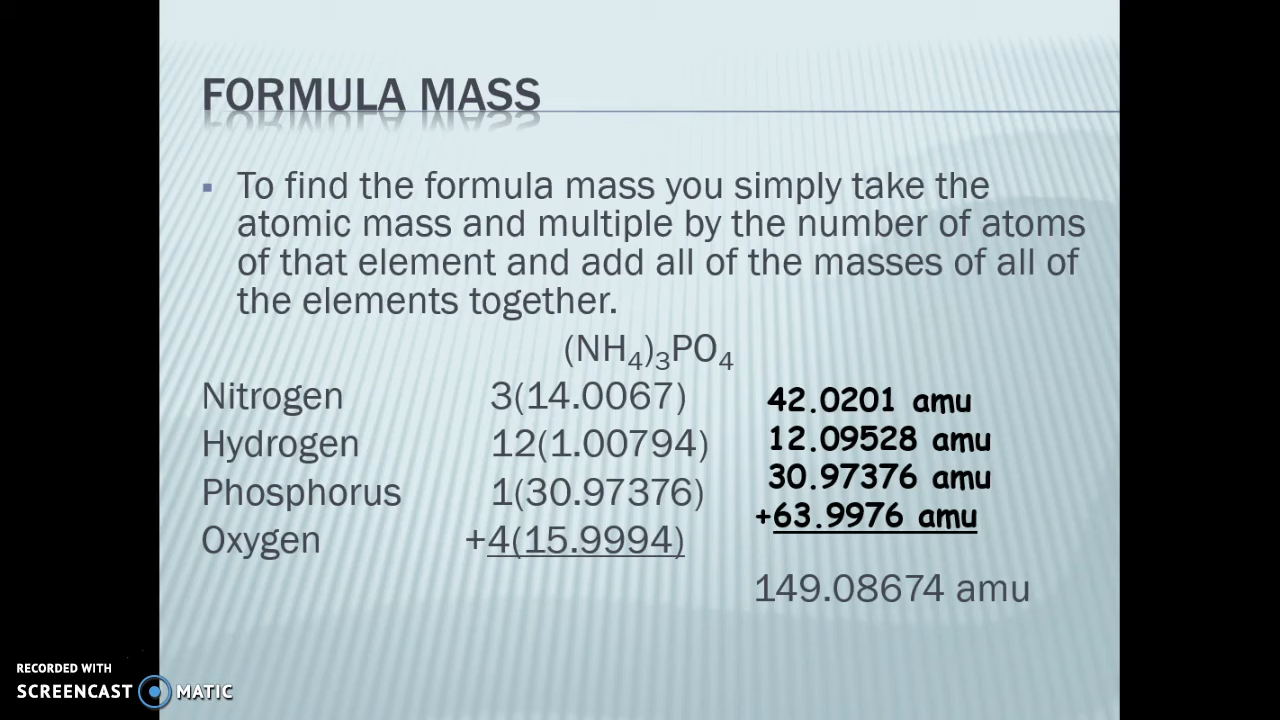 FORMULA MASS
▪ To find the formula mass you simply take the
atomic mass and multiple by the number of atoms
of that element and add all of the masses of all of
the elements together.
(NH₄)₃PO₄
Nitrogen 3(14.0067) 42.0201 amu
Hydrogen 12(1.00794) 12.09528 amu
Phosphorus 1(30.97376) 30.97376 amu
Oxygen +4(15.9994) +63.9976 amu
149.08674 amu
RECORDED WITH
SCREENCAST MATIC